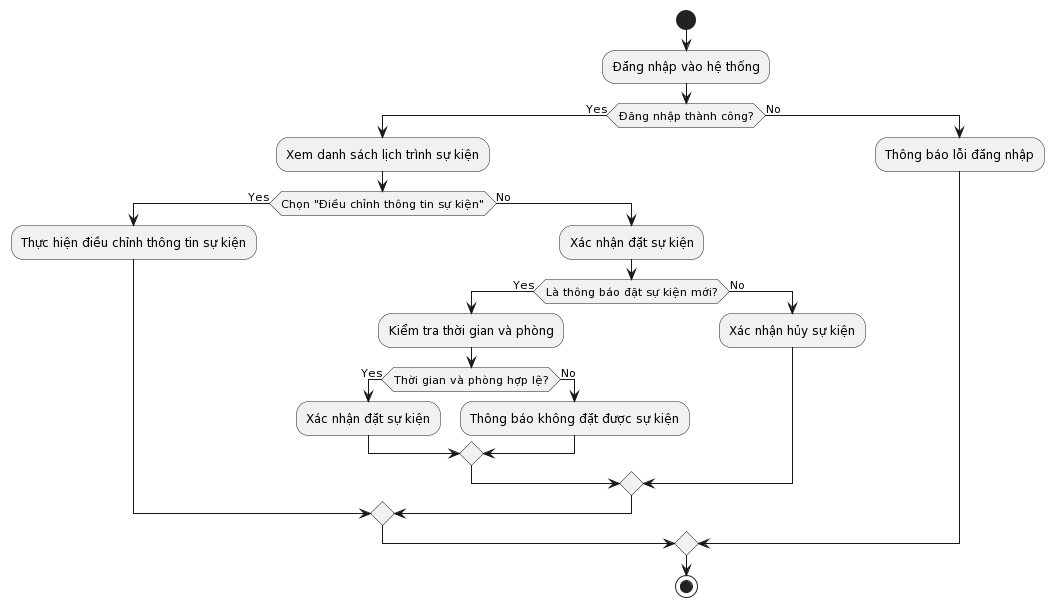 Đăng nhập vào hệ thống
Yes
Đăng nhập thành công?
No
Xem danh sách lịch trình sự kiện
Thông báo lỗi đăng nhập
Yes
Chọn "Điều chỉnh thông tin sự kiện"
No
Thực hiện điều chỉnh thông tin sự kiện
Xác nhận đặt sự kiện
Yes
Là thông báo đặt sự kiện mới?
No
Kiểm tra thời gian và phòng
Xác nhận hủy sự kiện
Yes
Thời gian và phòng hợp lệ?
No
Xác nhận đặt sự kiện
Thông báo không đặt được sự kiện